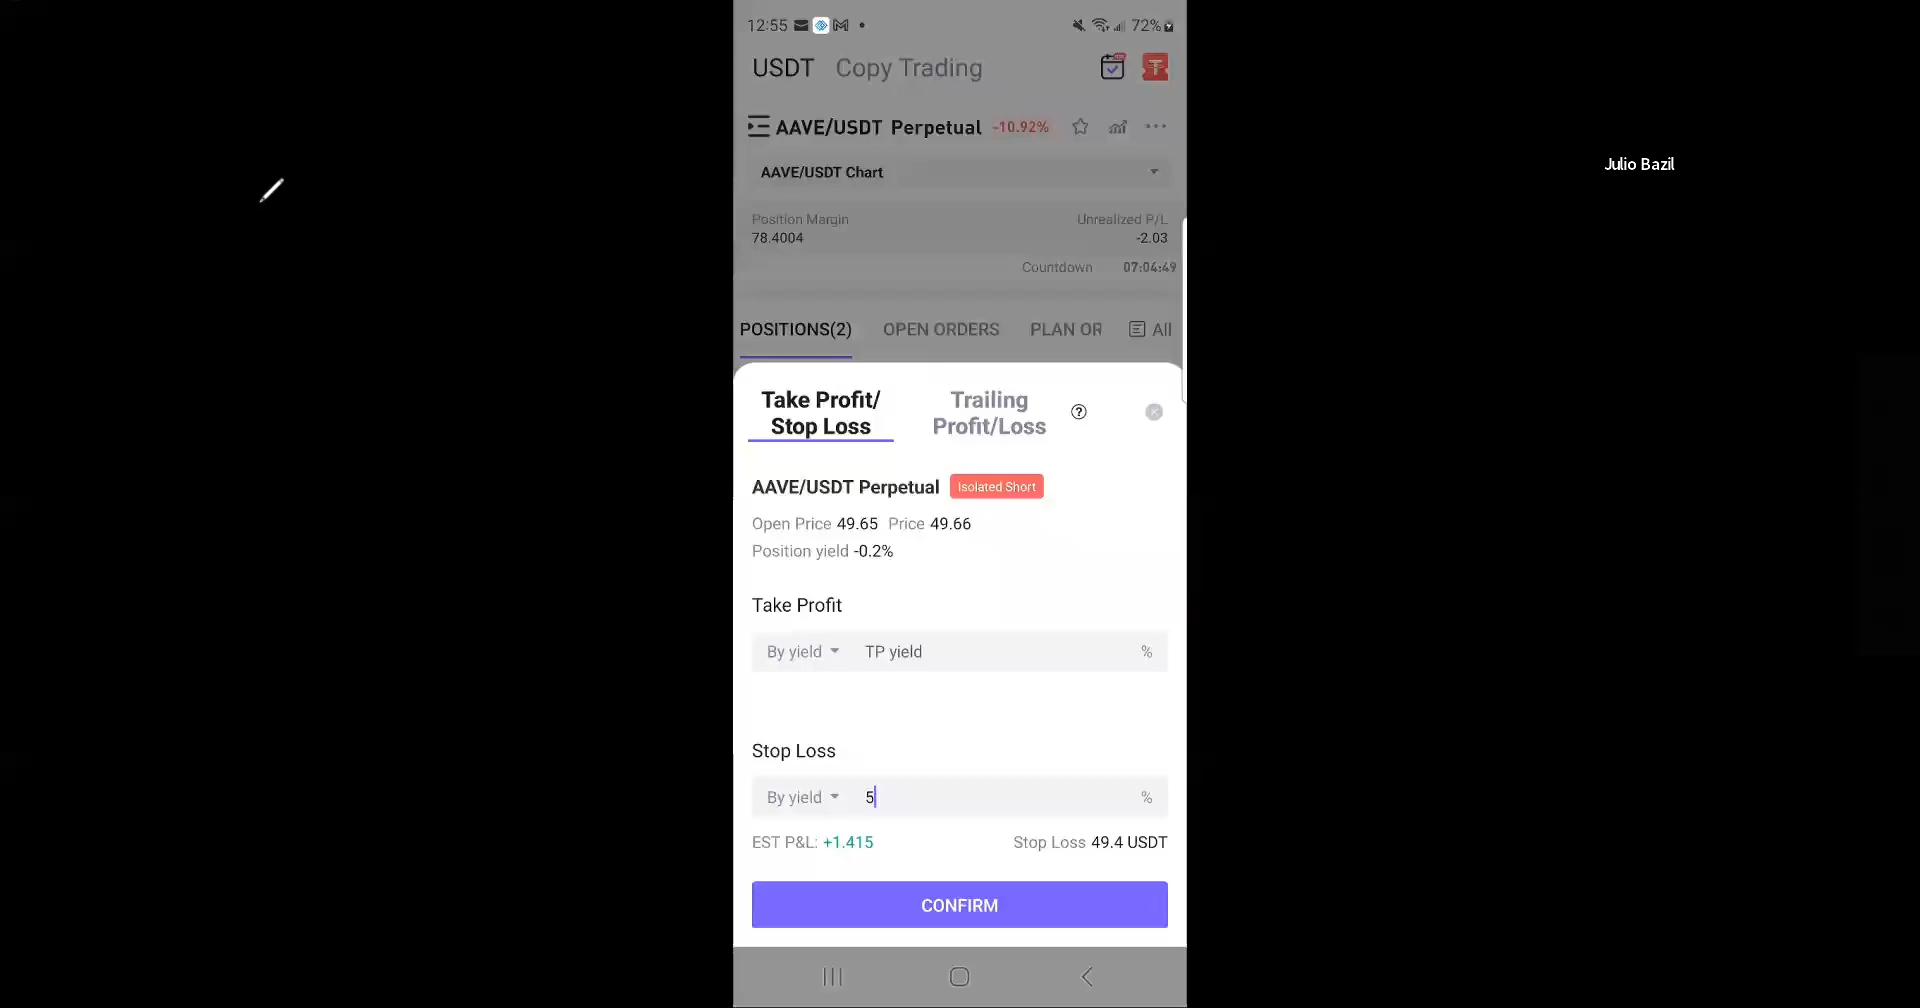 12:55 72%
USDT Copy Trading
AAVE/USDT Perpetual -10.92%
AAVE/USDT Chart
Julio Bazil
Position Margin Unrealized P/L
78.4004 -2.03
Countdown 07:04:49
POSITIONS(2) OPEN ORDERS PLAN OR All
Take Profit/
Stop Loss
Trailing
Profit/Loss
AAVE/USDT Perpetual Isolated Short
Open Price 49.65 Price 49.66
Position yield -0.2%
Take Profit
By yield TP yield %
Stop Loss
By yield 5 %
EST P&L: +1.415 Stop Loss 49.4 USDT
CONFIRM